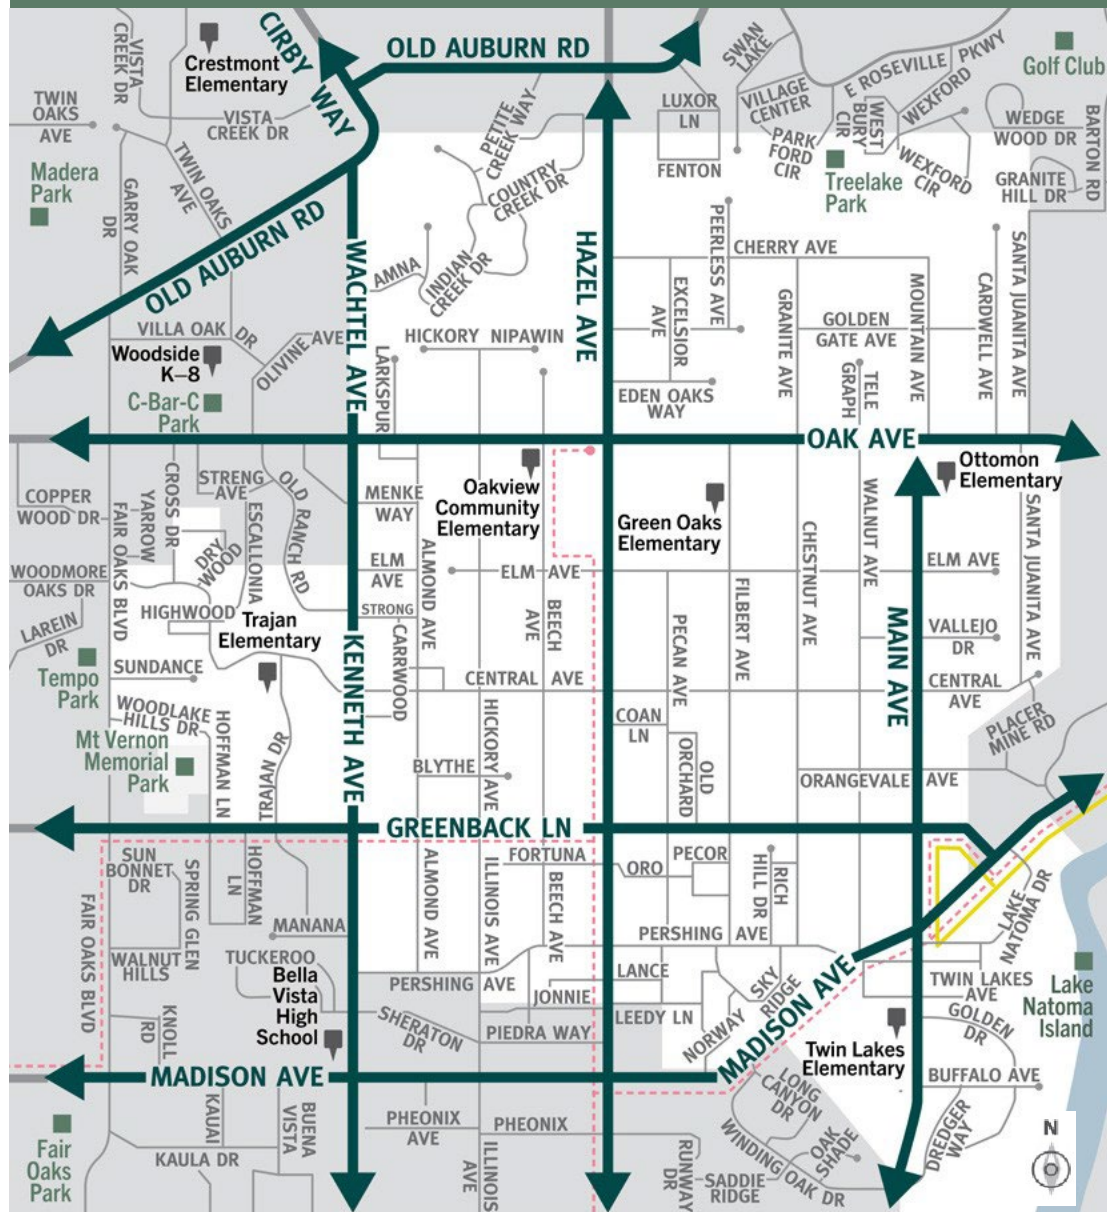 CIRBY
WAY
OLD AUBURN RD
Crestmont
Elementary
VISTA
CREEK DR
SWAN
LAKE
E ROSEVILLE
PKWY
Golf Club
TWIN
OAKS
AVE
VISTA
CREEK DR
PETITE
CREEK WAY
LUXOR
LN
VILLAGE
CENTER
WEST
BURY
CIR
WEXFORD
WEDGE
WOOD DR
BARTON RD
Madera
Park
TWIN OAKS
AVE
COUNTRY
CREEK DR
FENTON
PARK
FORD
CIR
Treelake
Park
WEXFORD
CIR
GRANITE
HILL DR
GARRY OAK
DR
OLD AUBURN RD
WACHTEL AVE
AMNA
INDIAN
CREEK DR
HAZEL AVE
PEERLESS AVE
CHERRY AVE
EXCELSIOR
AVE
GRANITE AVE
MOUNTAIN AVE
CARDWELL AVE
SANTA JUANITA AVE
VILLA OAK
DR
OLIVINE AVE
HICKORY
NIPAWIN
GOLDEN
GATE AVE
Woodside
K–8
LARKSPUR
TELE
GRAPH
C-Bar-C
Park
EDEN OAKS
WAY
OAK AVE
COPPER
WOOD DR
YARROW
CROSS DR
STRENG
AVE
OLD RANCH RD
MENKE
WAY
Oakview
Community
Elementary
Green Oaks
Elementary
WALNUT AVE
Ottomon
Elementary
SANTA JUANITA AVE
FAIR OAKS BLVD
DRY
WOOD
ESCALLONIA
CHESTNUT AVE
WOODMORE
OAKS DR
ELM
AVE
ALMOND AVE
ELM AVE
ELM AVE
HIGHWOOD
Trajan
Elementary
STRONG
BEECH
AVE
FILBERT AVE
LAREIN
DR
KENNETH AVE
CARRWOOD
PECAN AVE
MAIN AVE
VALLEJO
DR
Tempo
Park
SUNDANCE
CENTRAL AVE
CENTRAL
AVE
WOODLAKE
HILLS DR
HOFFMAN LN
TRAJAN DR
HICKORY AVE
COAN
LN
OLD
ORCHARD
PLACER
MINE RD
Mt Vernon
Memorial
Park
BLYTHE
ORANGEVALE AVE
GREENBACK LN
SUN
BONNET
DR
SPRING GLEN
HOFFMAN
LN
ALMOND AVE
ILLINOIS AVE
FORTUNA
BEECH AVE
ORO
PECOR
HILL DR
RICH
FAIR OAKS BLVD
MANANA
PERSHING AVE
LAKE
NATOMA DR
WALNUT
HILLS
TUCKEROO
Bella
Vista
High
School
PERSHING AVE
LANCE
SKY
RIDGE
MADISON AVE
TWIN LAKES
AVE
Lake
Natoma
Island
JONNIE
KNOLL
RD
SHERATON
DR
PIEDRA WAY
LEEDY LN
NORWAY
Twin Lakes
Elementary
GOLDEN
DR
MADISON AVE
LONG
CANYON
DR
BUFFALO AVE
Fair
Oaks
Park
KAUAI
BUENA
VISTA
PHEONIX
AVE
PHEONIX
OAK
SHADE
DREDGER
WAY
N
KAULA DR
ILLINOIS
AVE
RUNWAY
DR
SADDIE
RIDGE
WINDING OAK DR